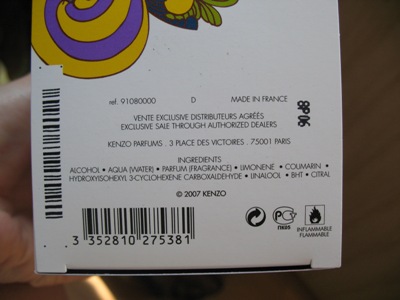 ref. 91080000 D MADE IN FRANCE
8P06
VENTE EXCLUSIVE DISTRIBUTEURS AGRÉÉS
EXCLUSIVE SALE THROUGH AUTHORIZED DEALERS
KENZO PARFUMS . 3 PLACE DES VICTOIRES . 75001 PARIS
INGREDIENTS
ALCOHOL • AQUA (WATER) • PARFUM (FRAGRANCE) • LIMONENE • COUMARIN •
HYDROXYISOHEXYL 3-CYCLOHEXENE CARBOXALDEHYDE • LINALOOL • BHT • CITRAL
© 2007 KENZO
3 352810 275381
ПК05
INFLAMMABLE
FLAMMABLE